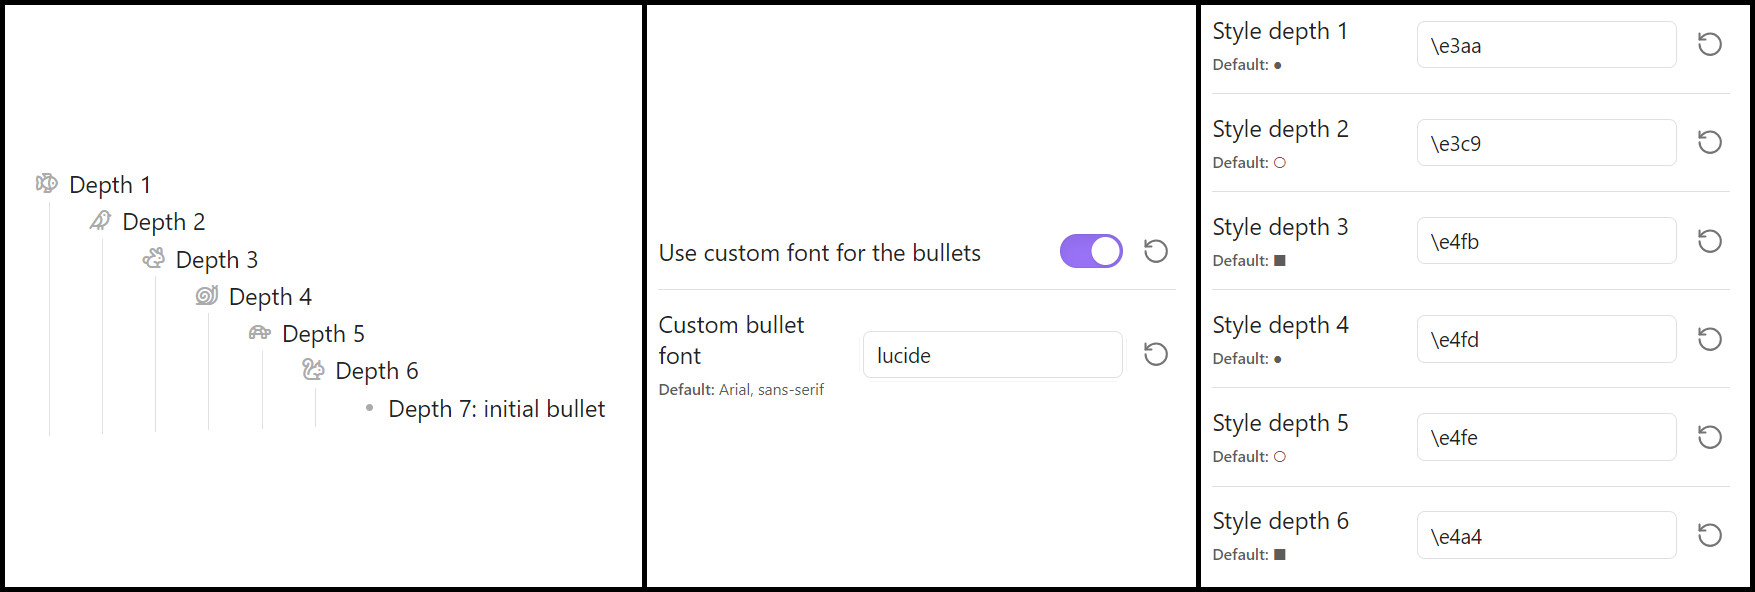 Depth 1
Depth 2
Depth 3
Depth 4
Depth 5
Depth 6
Depth 7: initial bullet
Use custom font for the bullets
Custom bullet
font
Default: Arial, sans-serif
lucide
Style depth 1
Default: ●
\e3aa
Style depth 2
Default: ○
\e3c9
Style depth 3
Default: ■
\e4fb
Style depth 4
Default: ●
\e4fd
Style depth 5
Default: ○
\e4fe
Style depth 6
Default: ■
\e4a4